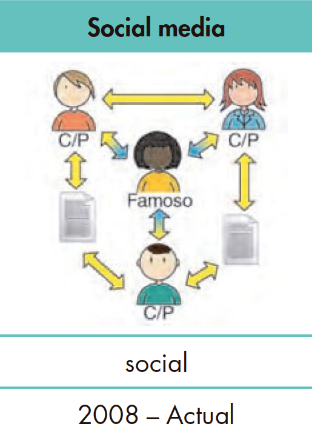 Social media
C/P
C/P
Famoso
C/P
social
2008 – Actual